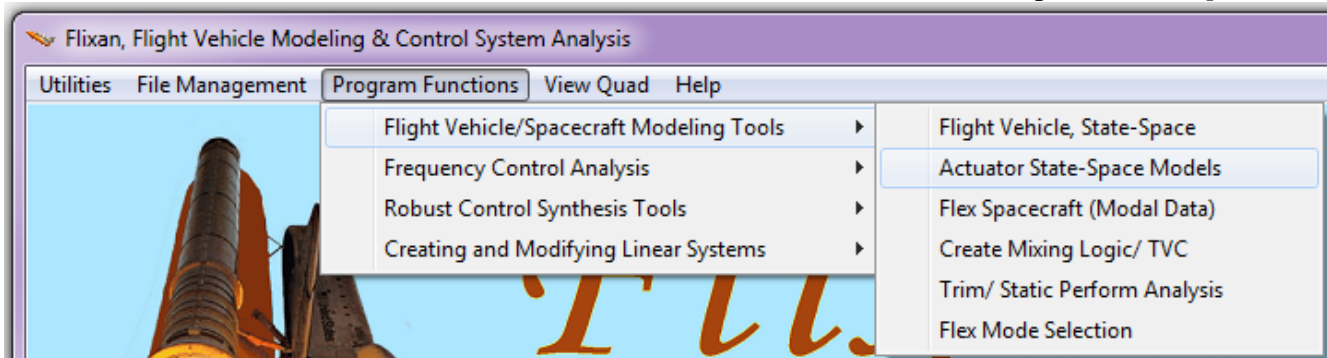 Flixan, Flight Vehicle Modeling & Control System Analysis
Utilities File Management Program Functions View Quad Help
Flight Vehicle/Spacecraft Modeling Tools
Frequency Control Analysis
Robust Control Synthesis Tools
Creating and Modifying Linear Systems
Flight Vehicle, State-Space
Actuator State-Space Models
Flex Spacecraft (Modal Data)
Create Mixing Logic/ TVC
Trim/ Static Perform Analysis
Flex Mode Selection